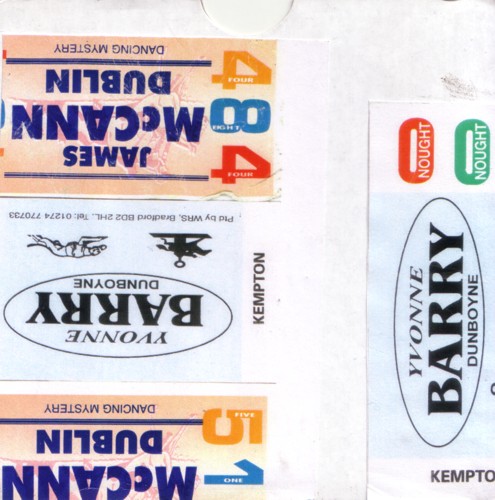 JAMES
McCANN
DUBLIN
DANCING MYSTERY
4 FOUR
8 EIGHT
4 FOUR
YVONNE
BARRY
DUNBOYNE
Ptd by WRS, Bradford BD2 2HL., Tel: 01274 770733
KEMPTON
McCANN
DUBLIN
DANCING MYSTERY
1 ONE
5 FIVE
0 NOUGHT
0 NOUGHT
YVONNE
BARRY
DUNBOYNE
KEMPTO